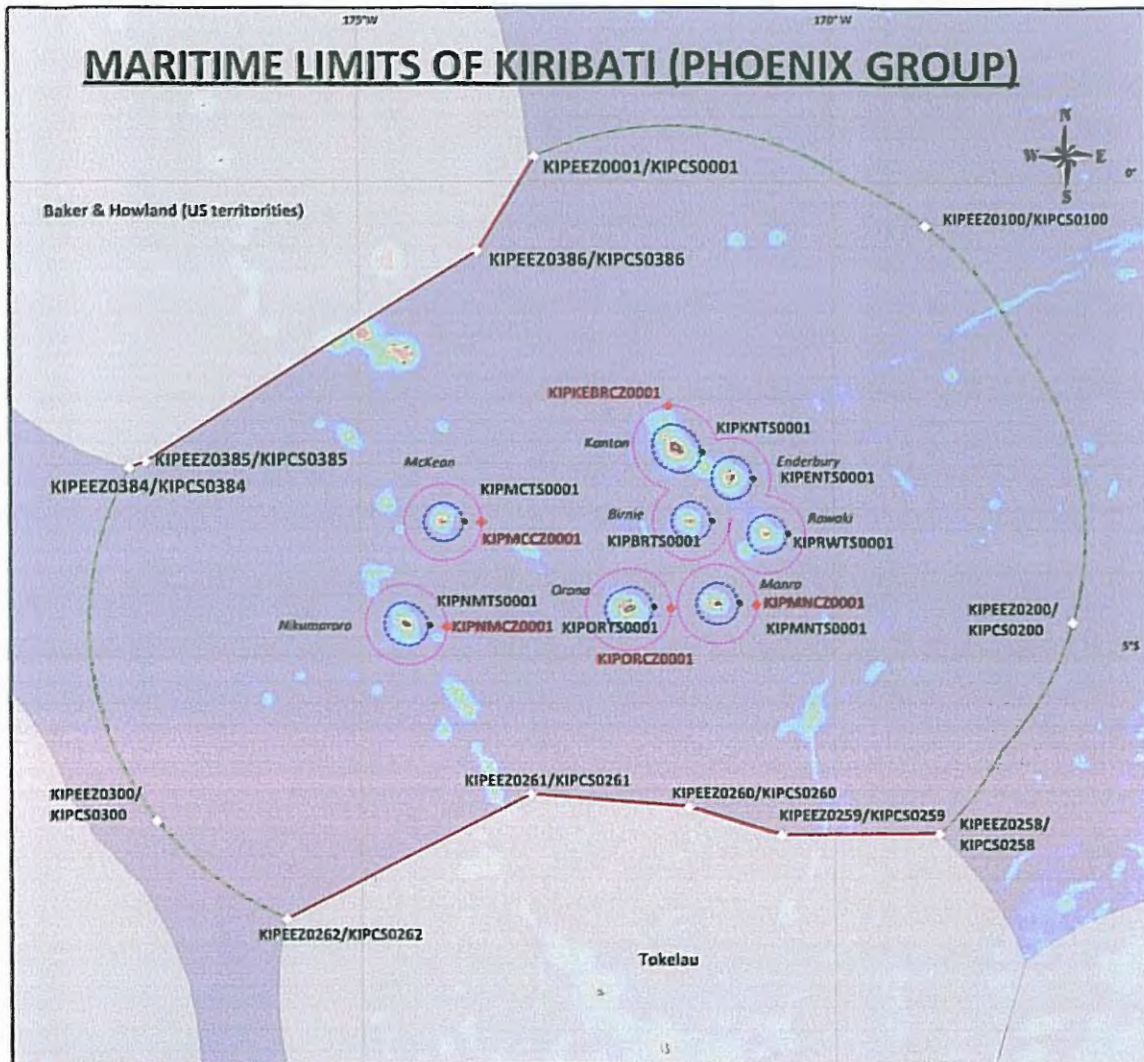 175°W
170°W
MARITIME LIMITS OF KIRIBATI (PHOENIX GROUP)
N
W E
S
KIPEEZ0001/KIPCS0001
0°
Baker & Howland (US territorities)
KIPEEZ0100/KIPCS0100
KIPEEZ0386/KIPCS0386
KIPKEBRCZ0001
KIPKNTS0001
Kanton
KIPEEZ0385/KIPCS0385
McKean
Enderbury
KIPEEZ0384/KIPCS0384
KIPENTS0001
KIPMCTS0001
Birnie
Rawaki
KIPMCCZ0001
KIPBRTS0001
KIPRWTS0001
Orona
Manra
KIPNMTS0001
KIPMNCZ0001
KIPEEZ0200/
KIPCS0200
Nikumaroro
KIPNMCZ0001
KIPORTS0001
KIPMNTS0001
5°S
KIPORCZ0001
KIPEEZ0261/KIPCS0261
KIPEEZ0300/
KIPCS0300
KIPEEZ0260/KIPCS0260
KIPEEZ0259/KIPCS0259
KIPEEZ0258/
KIPCS0258
KIPEEZ0262/KIPCS0262
Tokelau